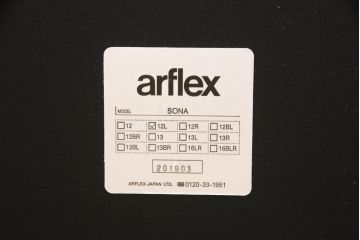 arflex
MODEL SONA
☐12 ☑12L ☐12R ☐12BL
☐12BR ☐13 ☐13L ☐13R
☐13BL ☐13BR ☐16LR ☐16BLR
201903
ARFLEX JAPAN LTD. 0120-33-1951